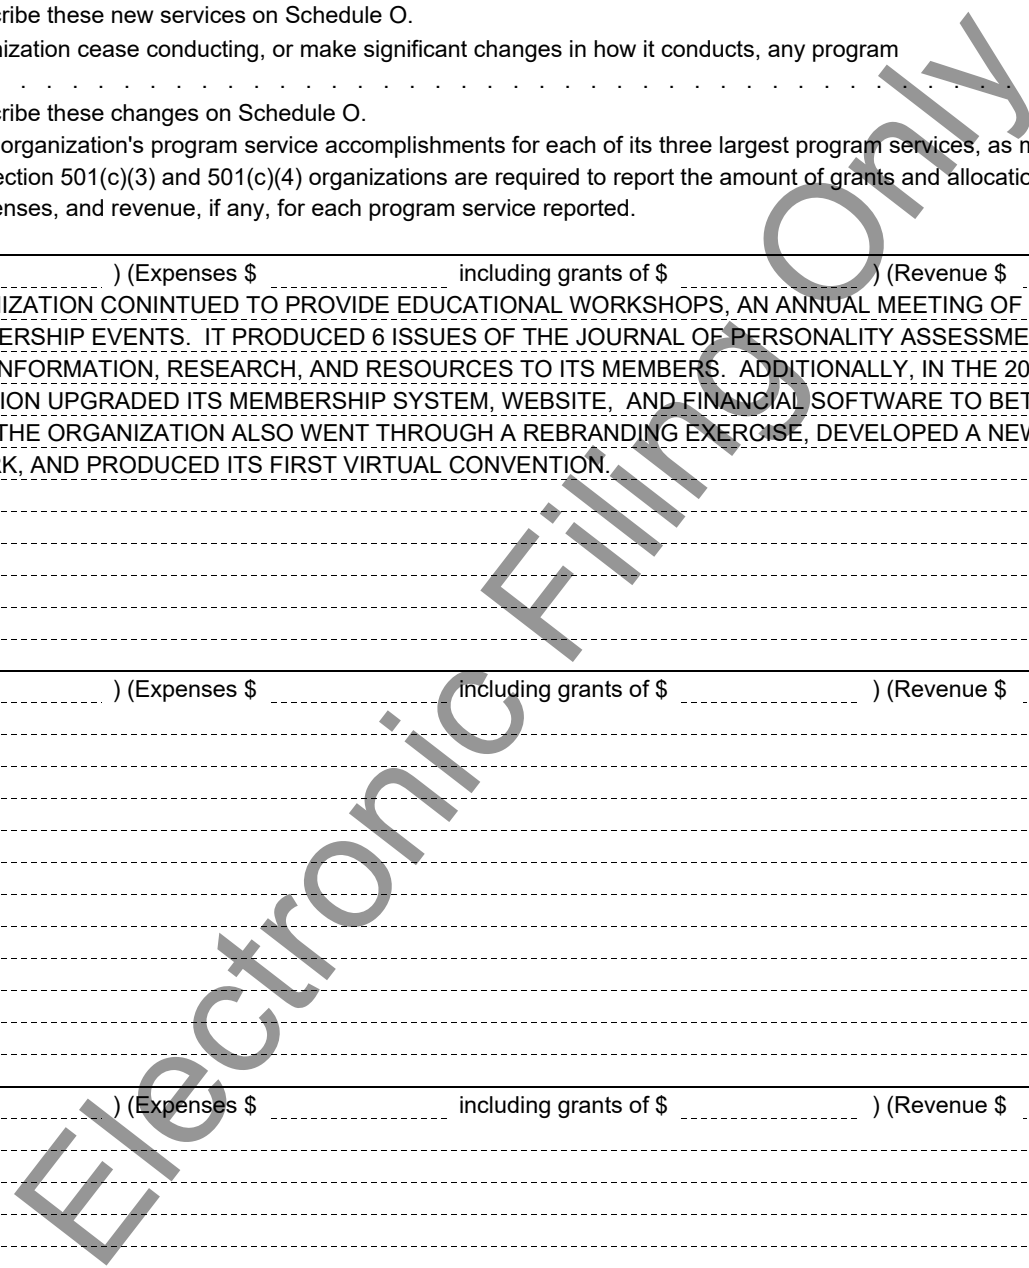 cribe these new services on Schedule O.
nization cease conducting, or make significant changes in how it conducts, any program
. . . . . . . . . . . . . . . . . . . . . . . . . . . . . . . . . . . . . . .
cribe these changes on Schedule O.
organization's program service accomplishments for each of its three largest program services, as m
ection 501(c)(3) and 501(c)(4) organizations are required to report the amount of grants and allocatio
enses, and revenue, if any, for each program service reported.
) (Expenses $ including grants of $ ) (Revenue $
NIZATION CONINTUED TO PROVIDE EDUCATIONAL WORKSHOPS, AN ANNUAL MEETING OF
ERSHIP EVENTS. IT PRODUCED 6 ISSUES OF THE JOURNAL OF PERSONALITY ASSESSME
NFORMATION, RESEARCH, AND RESOURCES TO ITS MEMBERS. ADDITIONALLY, IN THE 20
ION UPGRADED ITS MEMBERSHIP SYSTEM, WEBSITE, AND FINANCIAL SOFTWARE TO BET
THE ORGANIZATION ALSO WENT THROUGH A REBRANDING EXERCISE, DEVELOPED A NEW
RK, AND PRODUCED ITS FIRST VIRTUAL CONVENTION.
) (Expenses $ including grants of $ ) (Revenue $
) (Expenses $ including grants of $ ) (Revenue $
Electronic Filing Only